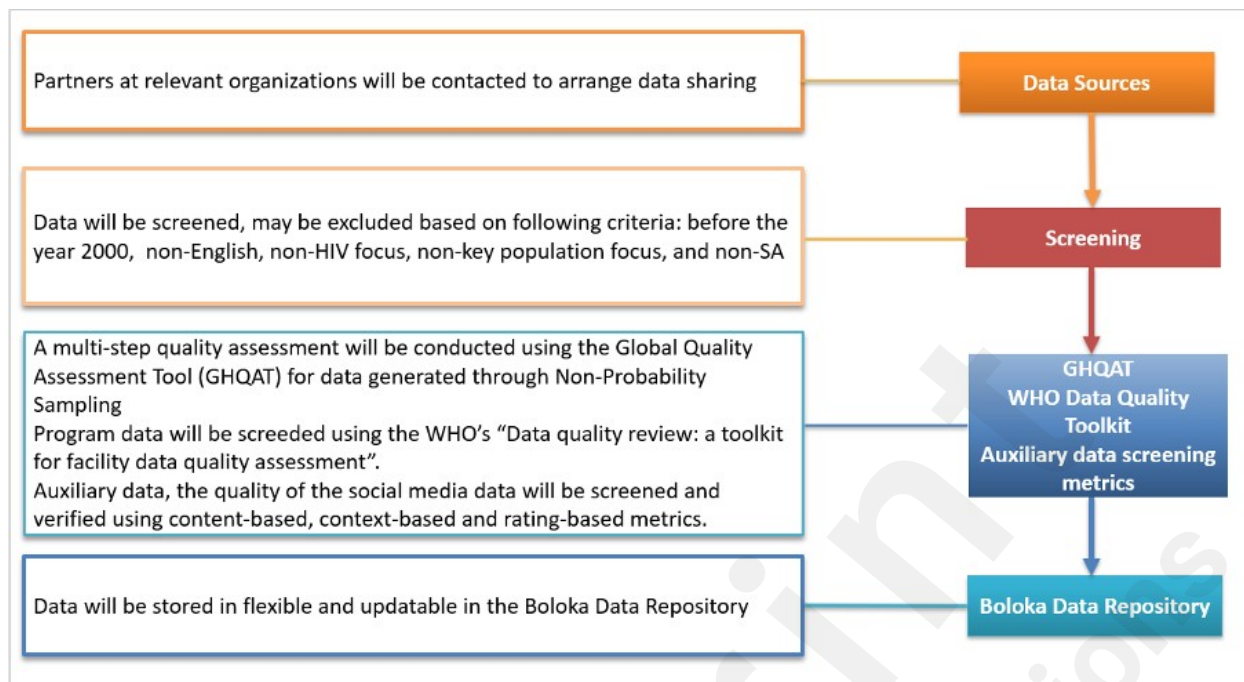 Partners at relevant organizations will be contacted to arrange data sharing
Data Sources
Data will be screened, may be excluded based on following criteria: before the
year 2000, non-English, non-HIV focus, non-key population focus, and non-SA
Screening
A multi-step quality assessment will be conducted using the Global Quality
Assessment Tool (GHQAT) for data generated through Non-Probability
Sampling
Program data will be screeded using the WHO's “Data quality review: a toolkit
for facility data quality assessment”.
Auxiliary data, the quality of the social media data will be screened and
verified using content-based, context-based and rating-based metrics.
GHQAT
WHO Data Quality
Toolkit
Auxiliary data screening
metrics
Data will be stored in flexible and updatable in the Boloka Data Repository
Boloka Data Repository